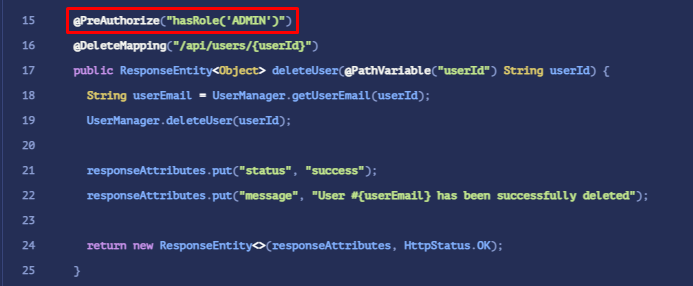 15 @PreAuthorize("hasRole('ADMIN')")
16 @DeleteMapping("/api/users/{userId}")
17 public ResponseEntity<Object> deleteUser(@PathVariable("userId") String userId) {
18 String userEmail = UserManager.getUserEmail(userId);
19 UserManager.deleteUser(userId);
20
21 responseAttributes.put("status", "success");
22 responseAttributes.put("message", "User #{userEmail} has been successfully deleted");
23
24 return new ResponseEntity<>(responseAttributes, HttpStatus.OK);
25 }